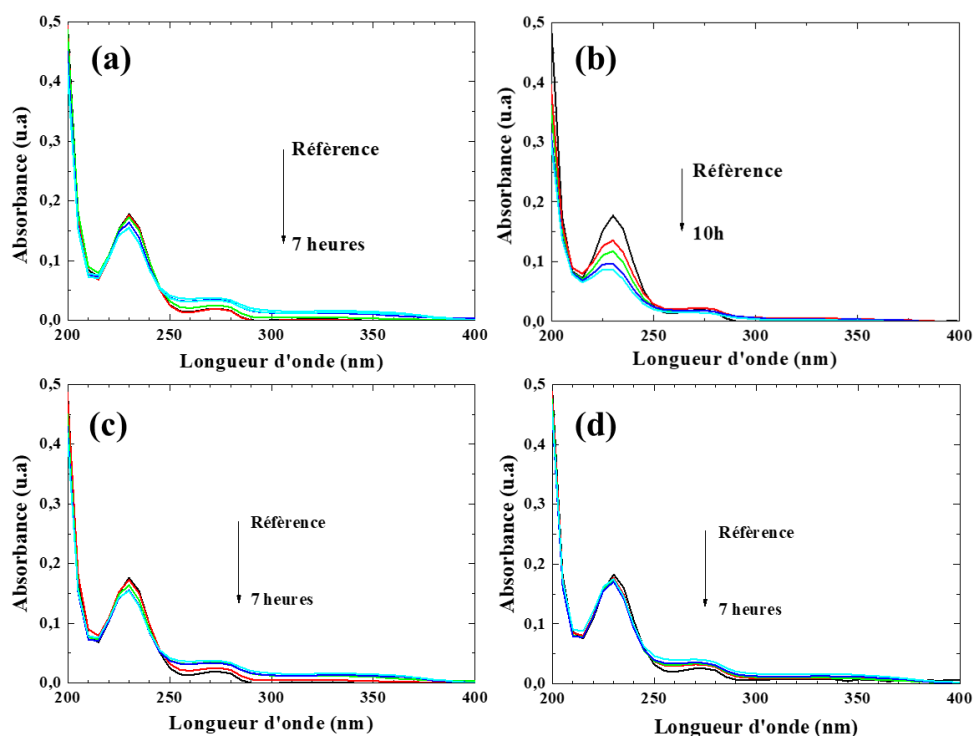 (a)
Absorbance (u.a)
0,5
0,4
0,3
0,2
0,1
0,0
Réfèrence
7 heures
200 250 300 350 400
Longueur d'onde (nm)
(b)
Absorbance (u.a)
0,5
0,4
0,3
0,2
0,1
0,0
Réfèrence
10h
200 250 300 350 400
Longueur d'onde (nm)
(c)
Absorbance (u.a)
0,5
0,4
0,3
0,2
0,1
0,0
Réfèrence
7 heures
200 250 300 350 400
Longueur d'onde (nm)
(d)
Absorbance (u.a)
0,5
0,4
0,3
0,2
0,1
0,0
Réfèrence
7 heures
200 250 300 350 400
Longueur d'onde (nm)